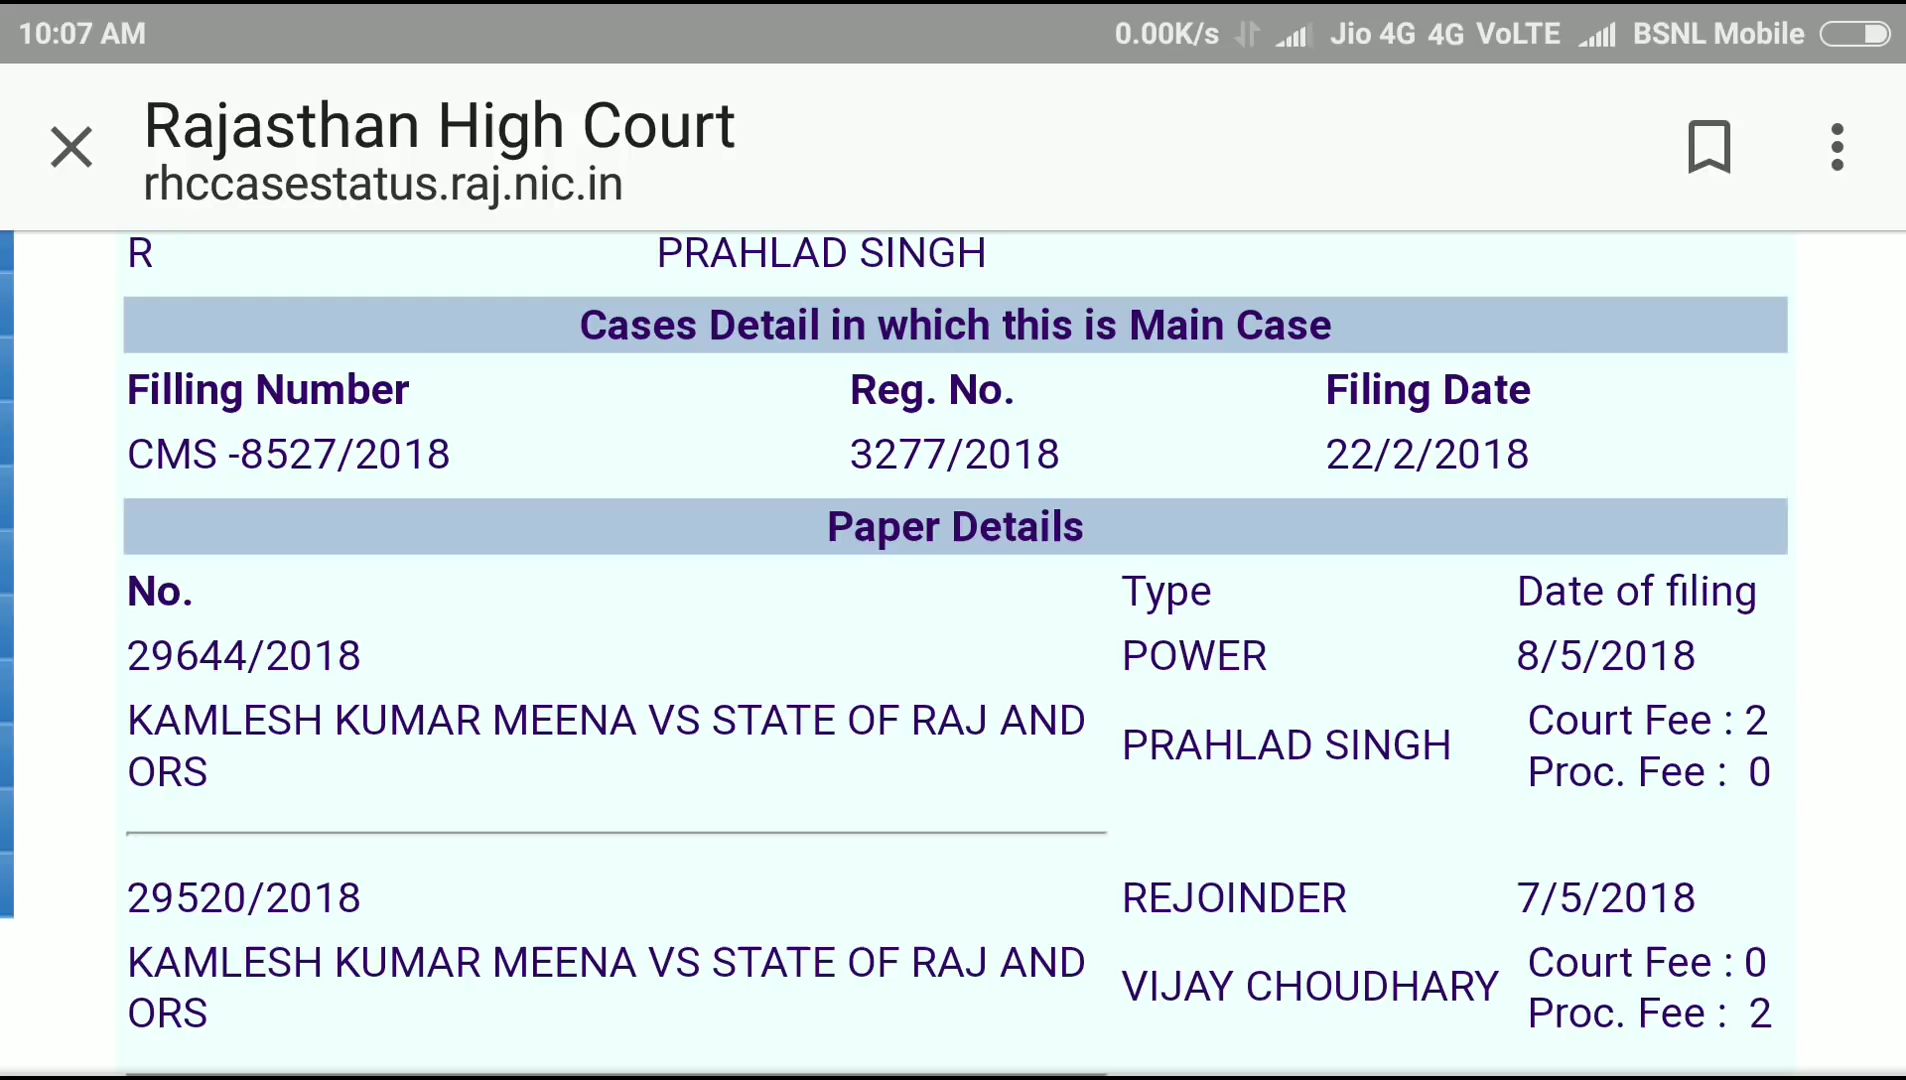 10:07 AM 0.00K/s Jio 4G 4G VoLTE BSNL Mobile
Rajasthan High Court
rhccasestatus.raj.nic.in
R PRAHLAD SINGH
Cases Detail in which this is Main Case
Filling Number Reg. No. Filing Date
CMS -8527/2018 3277/2018 22/2/2018
Paper Details
No. Type Date of filing
29644/2018 POWER 8/5/2018
KAMLESH KUMAR MEENA VS STATE OF RAJ AND
ORS
PRAHLAD SINGH
Court Fee : 2
Proc. Fee : 0
29520/2018 REJOINDER 7/5/2018
KAMLESH KUMAR MEENA VS STATE OF RAJ AND
ORS
VIJAY CHOUDHARY
Court Fee : 0
Proc. Fee : 2